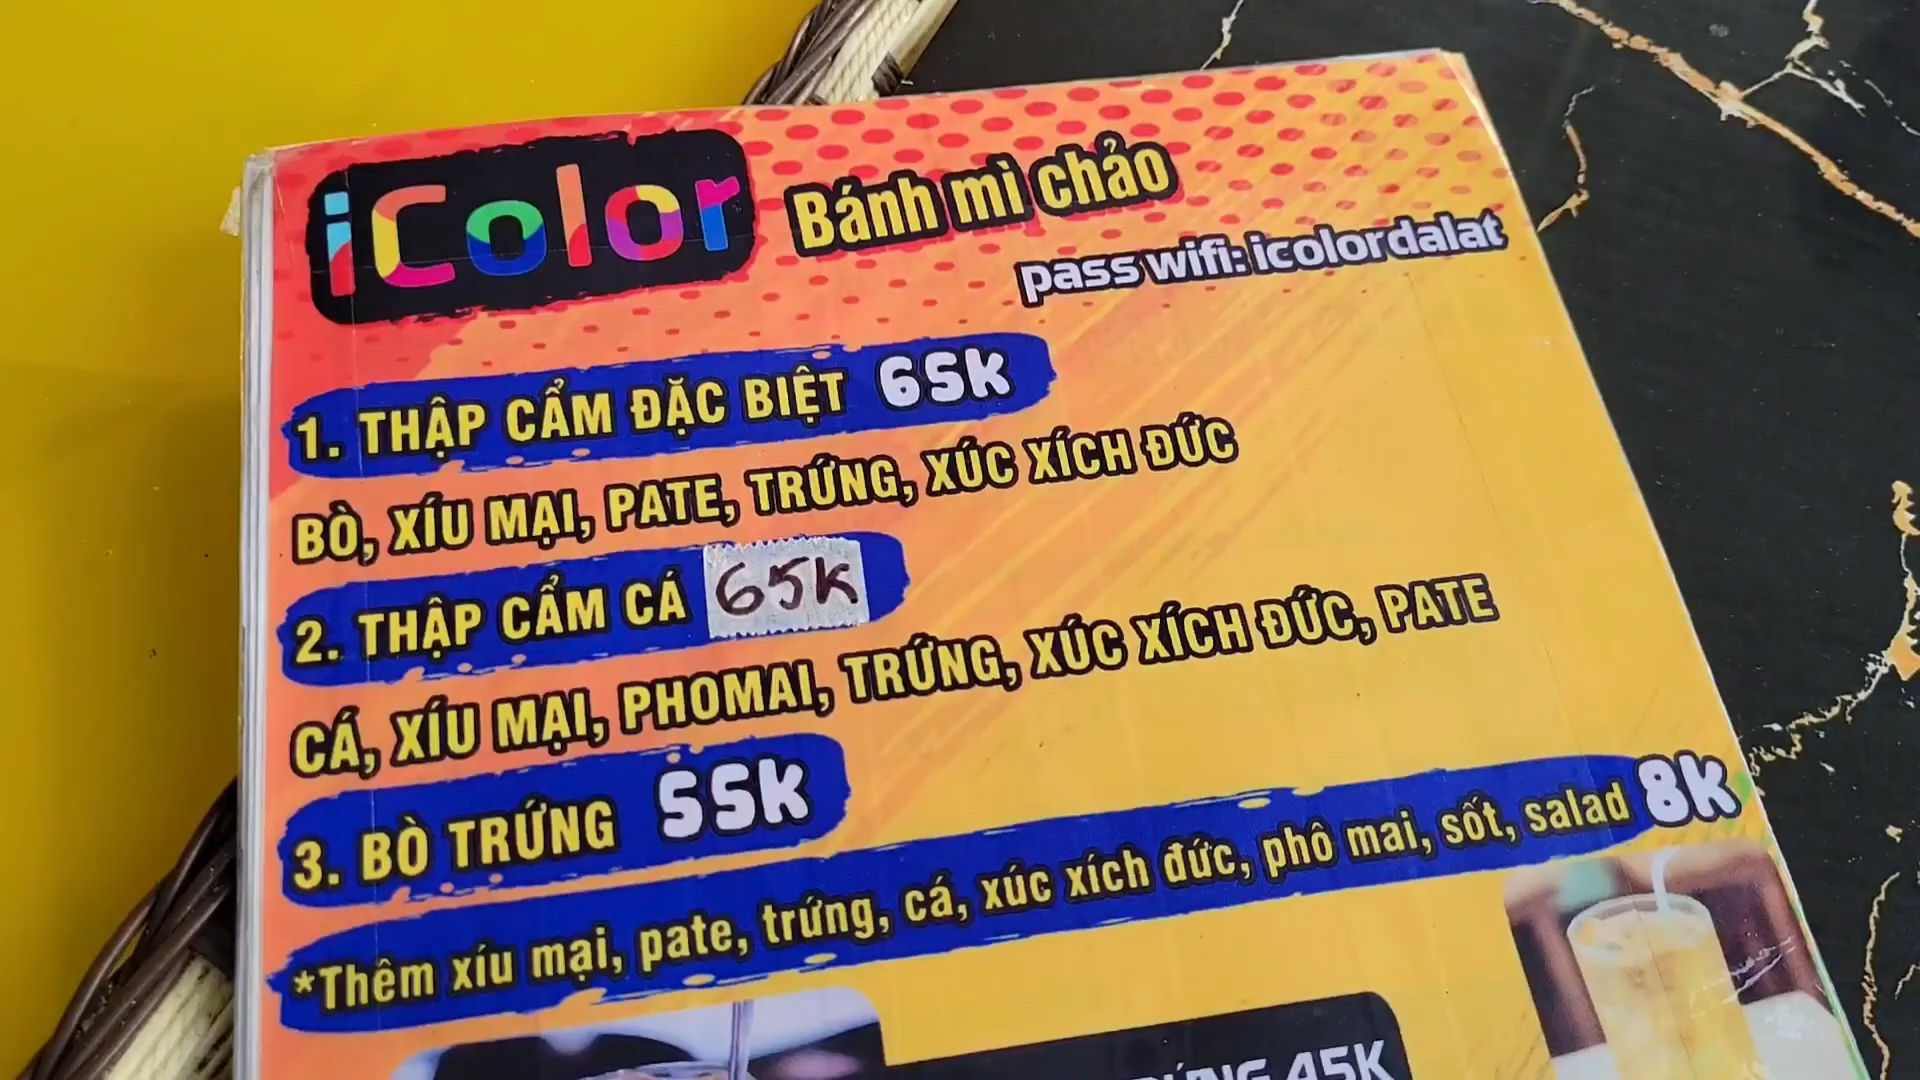 iColor Bánh mì chảo
pass wifi: icolordalat
1. THẬP CẨM ĐẶC BIỆT 65K
BÒ, XÍU MẠI, PATE, TRỨNG, XÚC XÍCH ĐỨC
2. THẬP CẨM CÁ 65K
CÁ, XÍU MẠI, PHOMAI, TRỨNG, XÚC XÍCH ĐỨC, PATE
3. BÒ TRỨNG 55K
*Thêm xíu mại, pate, trứng, cá, xúc xích đức, phô mai, sốt, salad 8K
45K